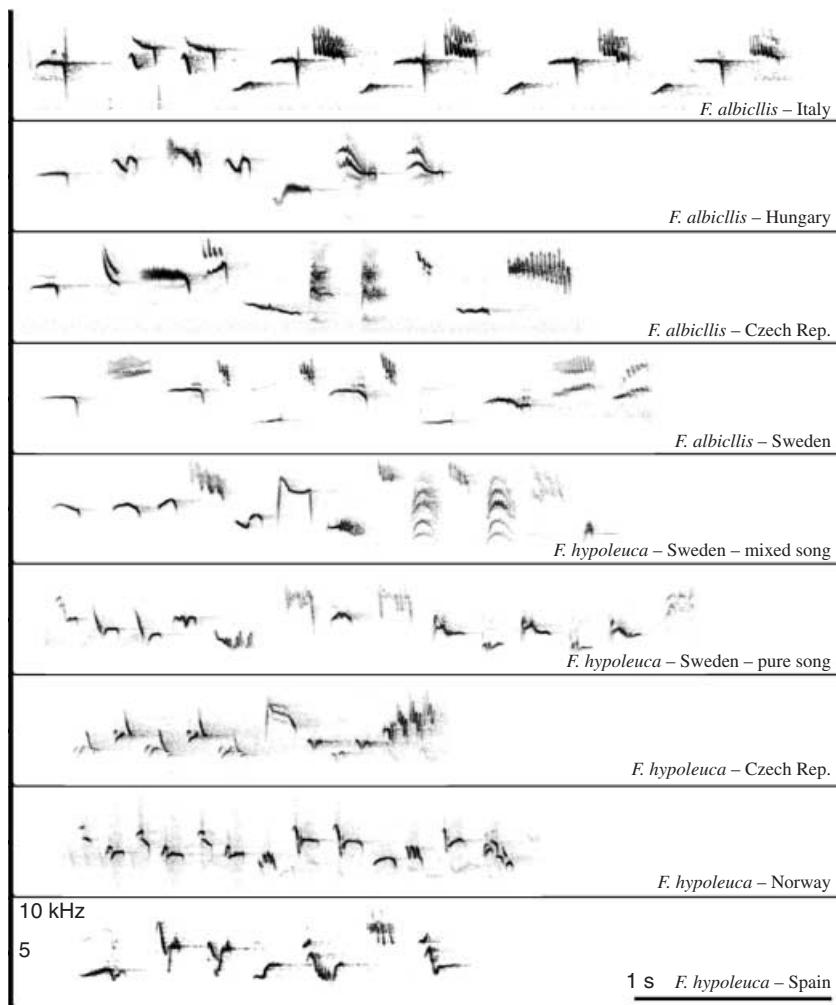 F. albicllis – Italy
F. albicllis – Hungary
F. albicllis – Czech Rep.
F. albicllis – Sweden
F. hypoleuca – Sweden – mixed song
F. hypoleuca – Sweden – pure song
F. hypoleuca – Czech Rep.
F. hypoleuca – Norway
10 kHz
5
1 s F. hypoleuca – Spain